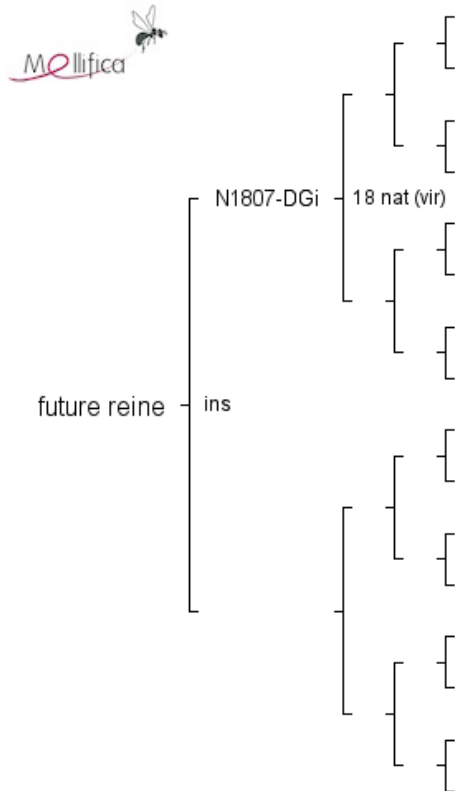 Mellifica
N1807-DGi
18 nat (vir)
future reine
ins